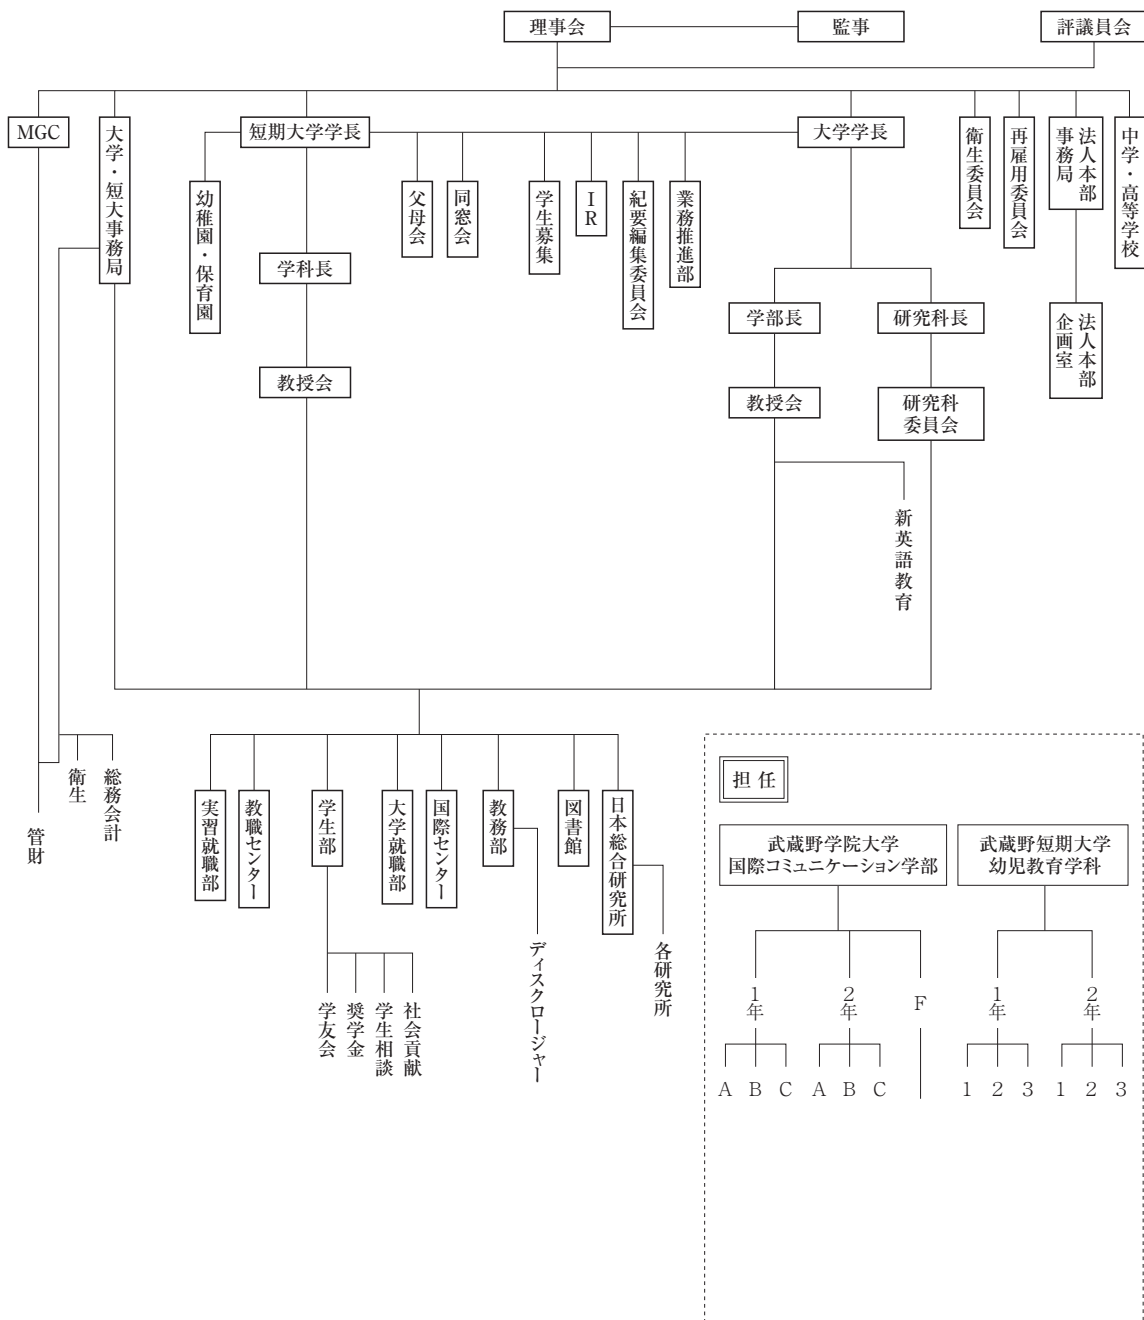 理事会
監事
評議員会
MGC
大学・短大事務局
短期大学学長
大学学長
衛生委員会
再雇用委員会
法人本部
事務局
中学・高等学校
幼稚園・保育園
父母会
同窓会
学生募集
IR
紀要編集委員会
業務推進部
学科長
学部長
研究科長
法人本部
企画室
教授会
教授会
研究科
委員会
新英語教育
管財
衛生
総務会計
実習就職部
教職センター
学生部
大学就職部
国際センター
教務部
図書館
日本総合研究所
学友会
奨学金
学生相談
社会貢献
ディスクロージャー
各研究所
担任
武蔵野学院大学
国際コミュニケーション学部
武蔵野短期大学
幼児教育学科
1年
2年
F
1年
2年
A B C A B C
1 2 3 1 2 3